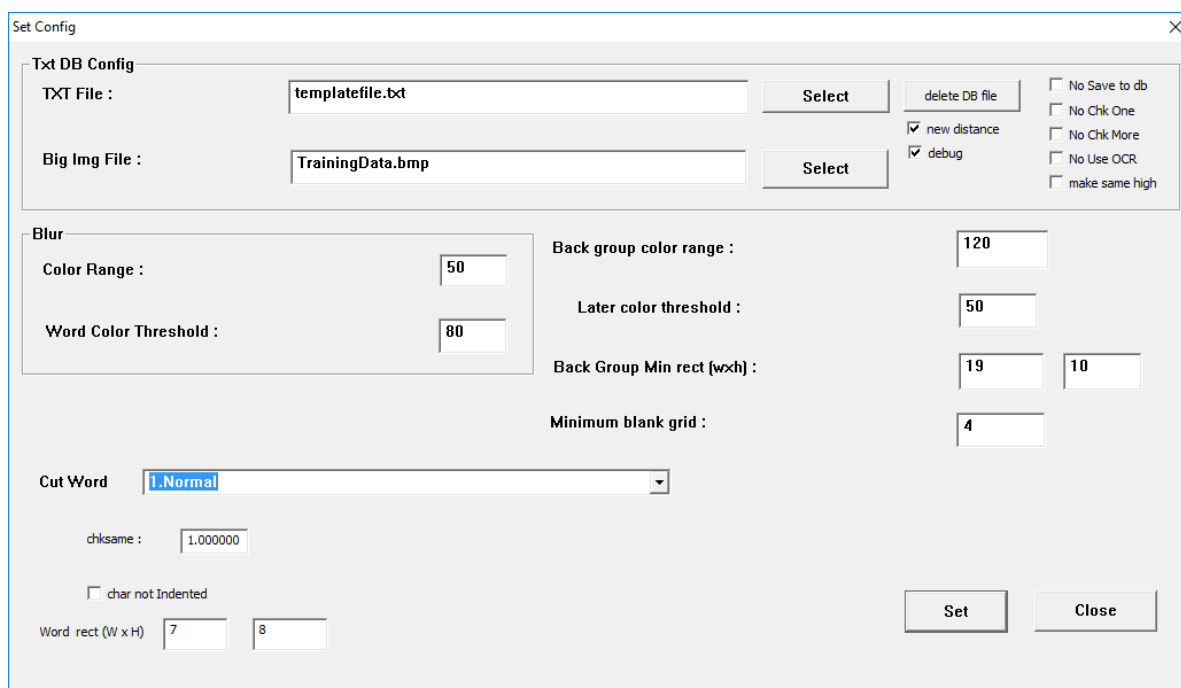 Set Config
Txt DB Config
TXT File : templatefile.txt Select delete DB file No Save to db
new distance No Chk One
Big Img File : TrainingData.bmp Select debug No Chk More
No Use OCR
make same high
Blur
Color Range : 50
Word Color Threshold : 80
Back group color range : 120
Later color threshold : 50
Back Group Min rect (wxh) : 19 10
Minimum blank grid : 4
Cut Word 1.Normal
chksame : 1.000000
char not Indented
Word rect (W x H) 7 8
Set Close